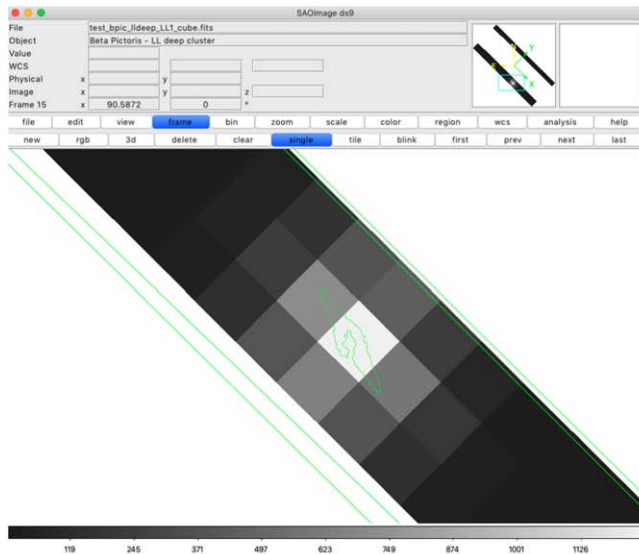 SAOImage ds9
File test_bpic_lldeep_LL1_cube.fits
Object Beta Pictoris - LL deep cluster
Value
WCS
Physical x y
Image x y z
Frame 15 x 90.5872 0 °
N E Y X
file edit view frame bin zoom scale color region wcs analysis help
new rgb 3d delete clear single tile blink first prev next last
119 245 371 497 623 749 874 1001 1126